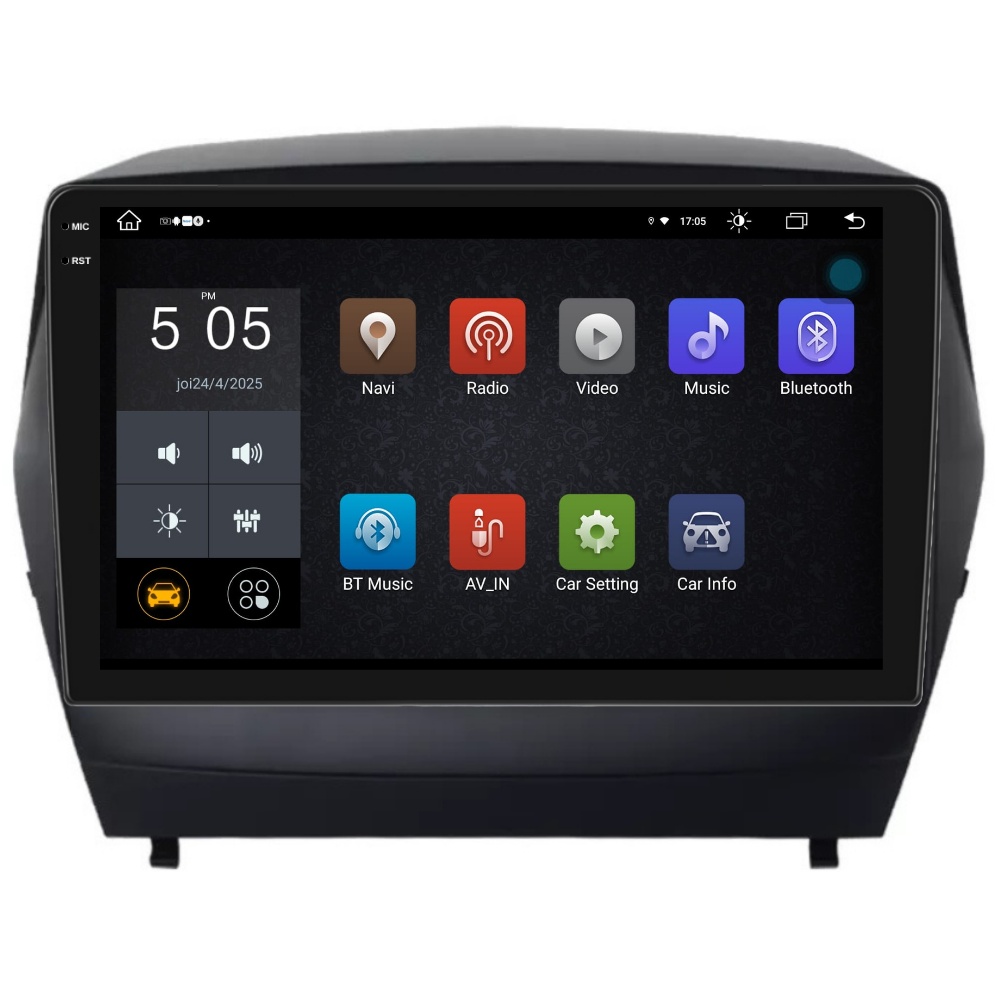 MIC
RST
17:05
PM
5 05
joi24/4/2025
Navi
Radio
Video
Music
Bluetooth
BT Music
AV_IN
Car Setting
Car Info